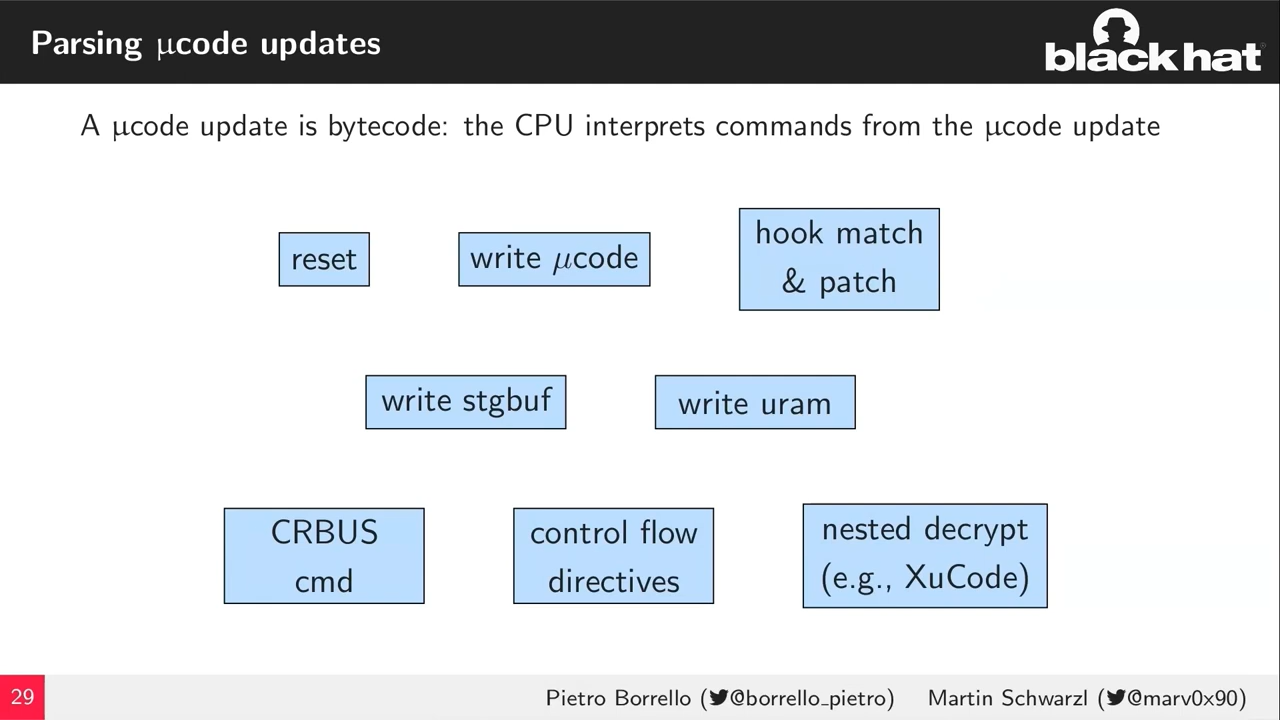 Parsing μcode updates
black hat
A μcode update is bytecode: the CPU interprets commands from the μcode update
reset
write μcode
hook match
& patch
write stgbuf
write uram
CRBUS
cmd
control flow
directives
nested decrypt
(e.g., XuCode)
29
Pietro Borrello (@borrello_pietro)
Martin Schwarzl (@marv0x90)